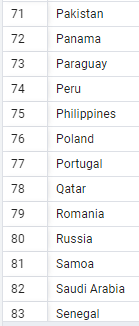 71 Pakistan
72 Panama
73 Paraguay
74 Peru
75 Philippines
76 Poland
77 Portugal
78 Qatar
79 Romania
80 Russia
81 Samoa
82 Saudi Arabia
83 Senegal